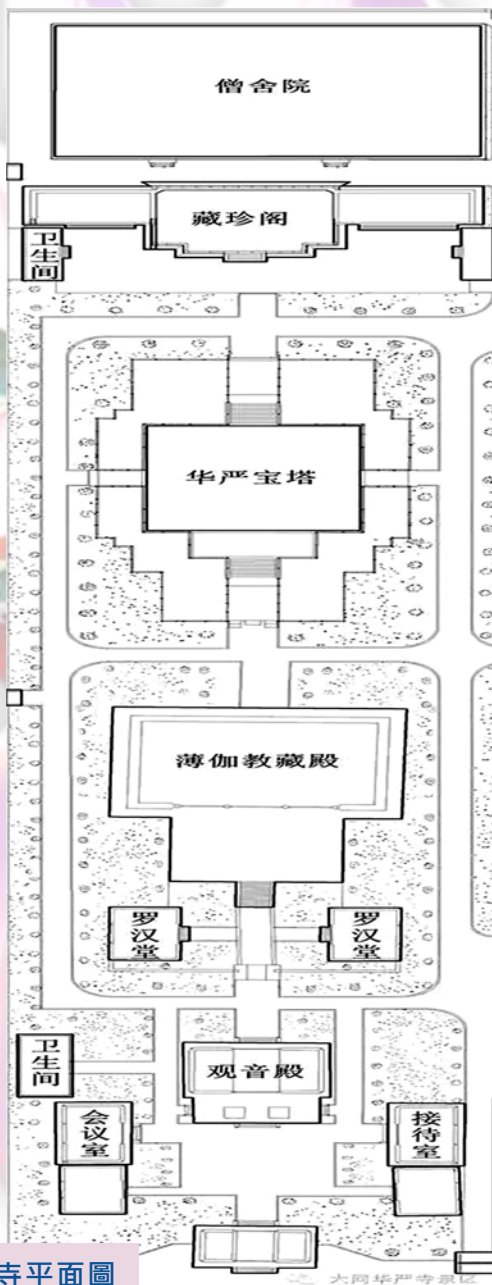 僧舍院
藏珍阁
卫生间
华严宝塔
薄伽教藏殿
罗汉堂
罗汉堂
观音殿
卫生间
会议室
接待室
寺平面圖
大同华严寺景区